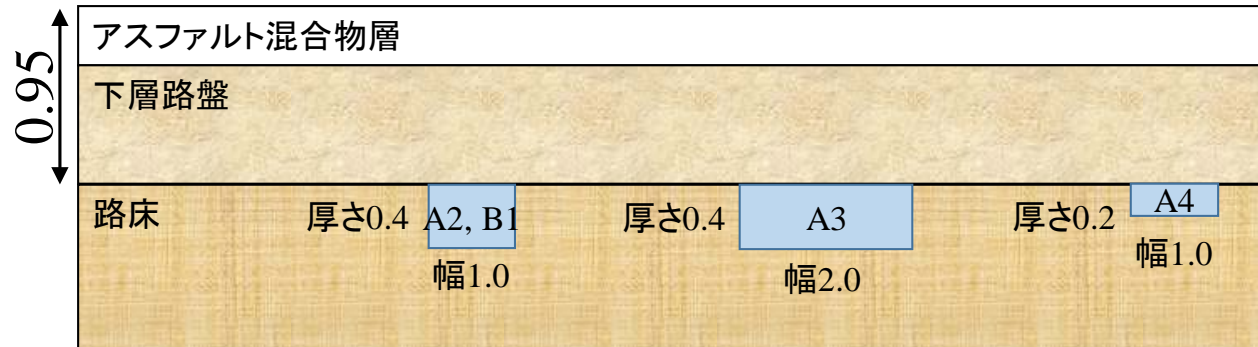 アスファルト混合物層
0.95
下層路盤
路床
厚さ0.4
A2, B1
幅1.0
厚さ0.4
A3
幅2.0
厚さ0.2
A4
幅1.0